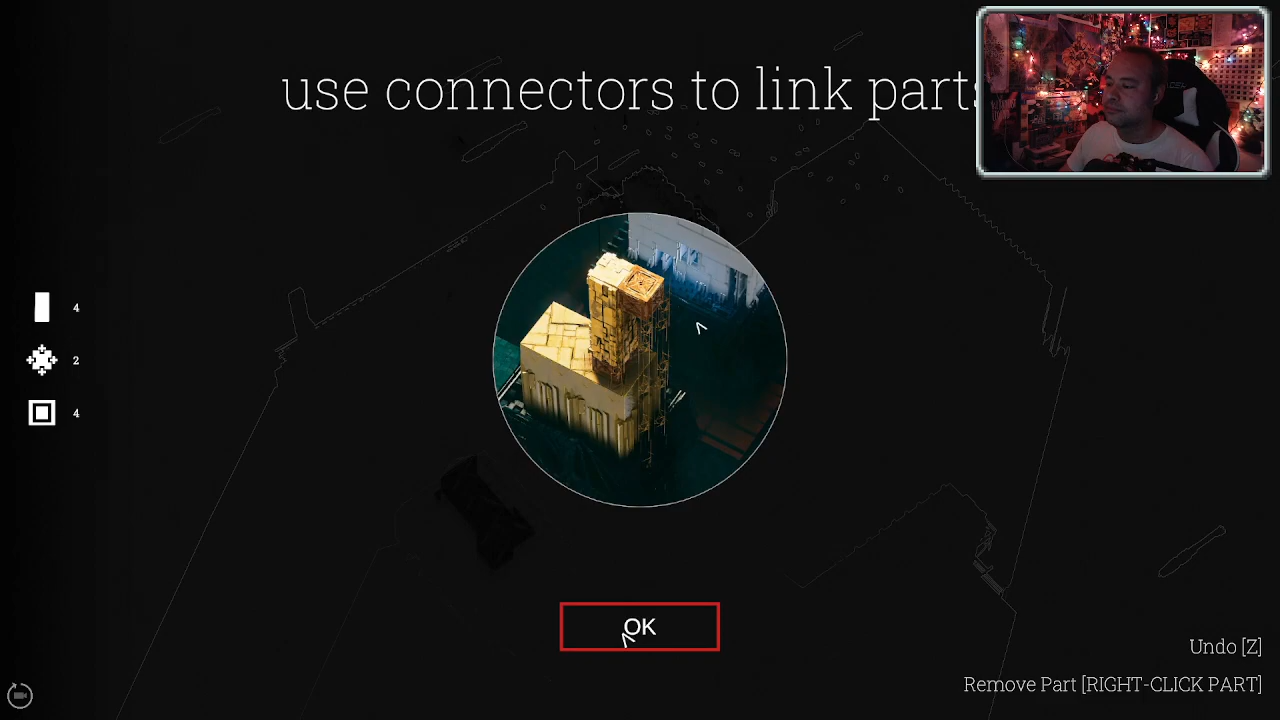 use connectors to link parts
4
2
4
OK
Undo [Z]
Remove Part [RIGHT-CLICK PART]